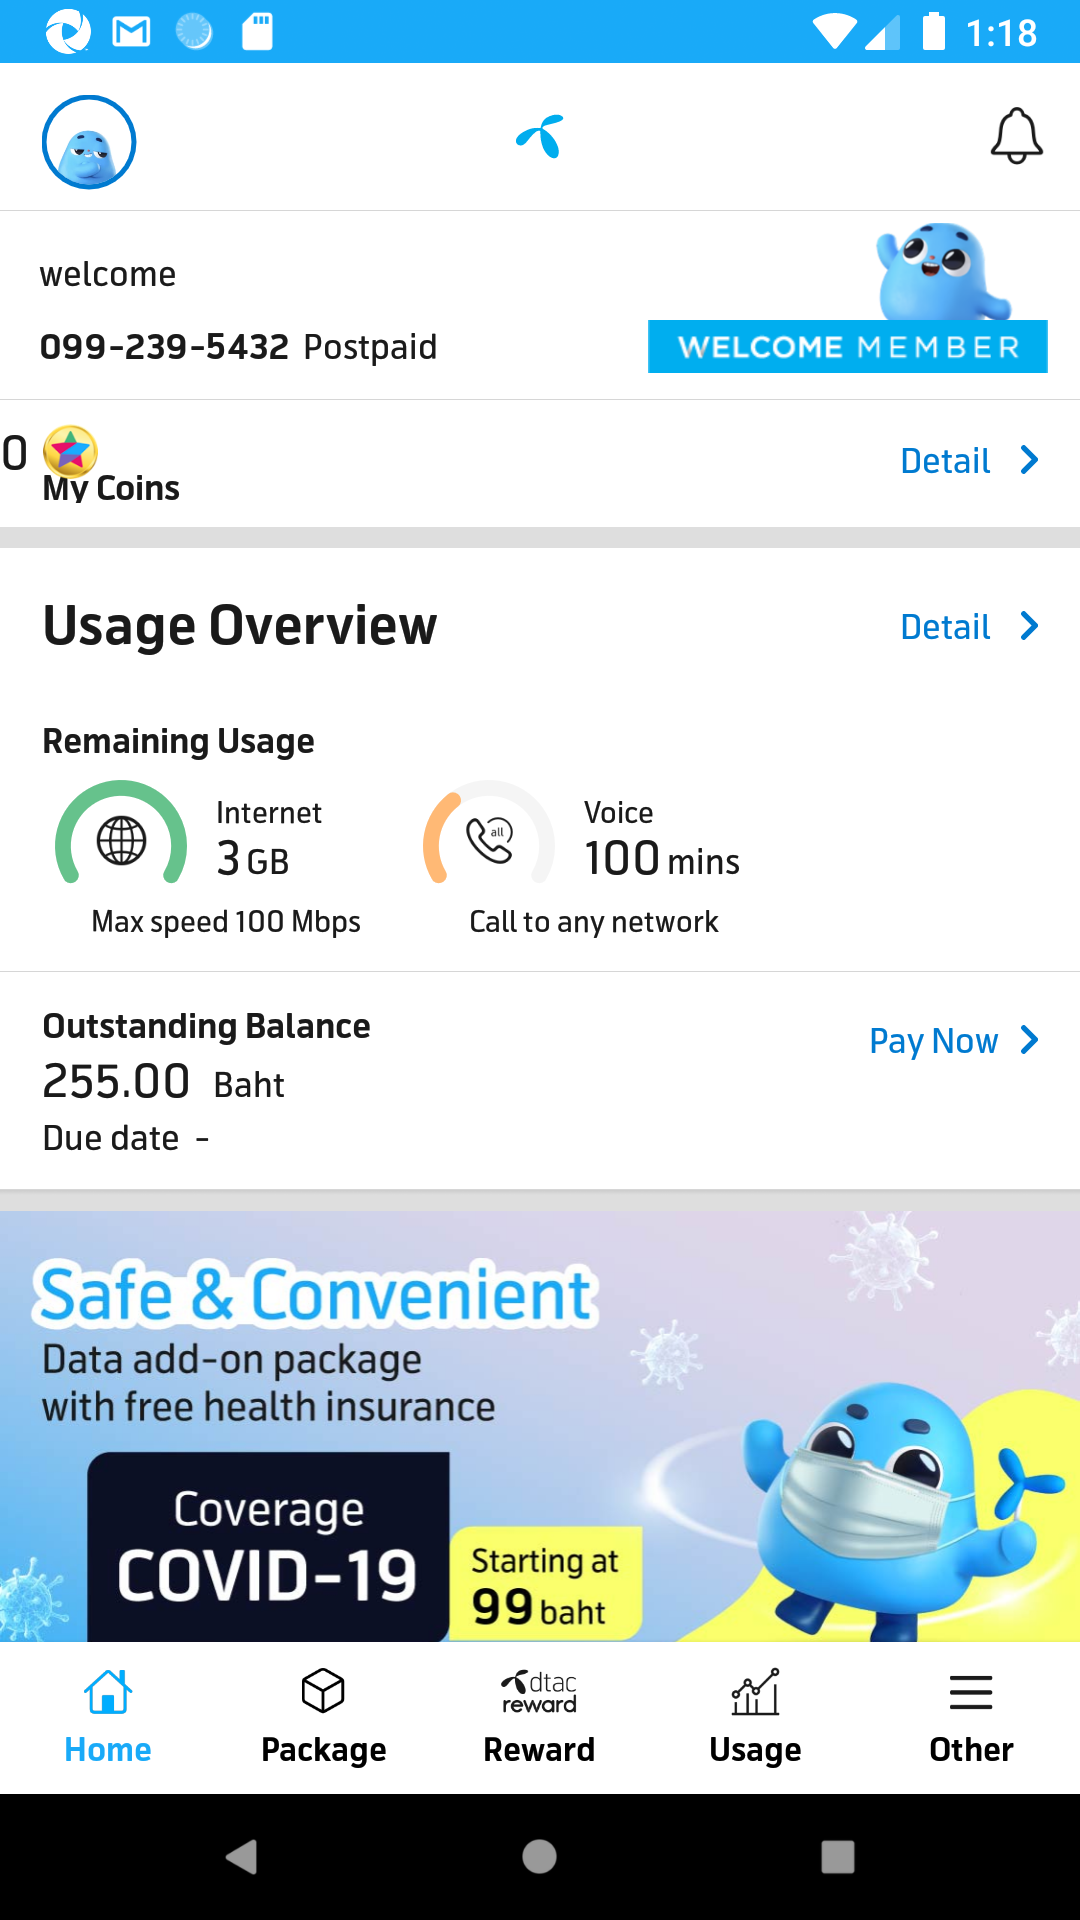 1:18
welcome
099-239-5432 Postpaid
WELCOME MEMBER
0
My Coins
Detail
Usage Overview
Detail
Remaining Usage
Internet
3 GB
Max speed 100 Mbps
all
Voice
100 mins
Call to any network
Outstanding Balance
255.00 Baht
Pay Now
Due date -
Safe & Convenient
Data add-on package
with free health insurance
Coverage
COVID-19
Starting at
99 baht
Home
Package
dtac
reward
Reward
Usage
Other